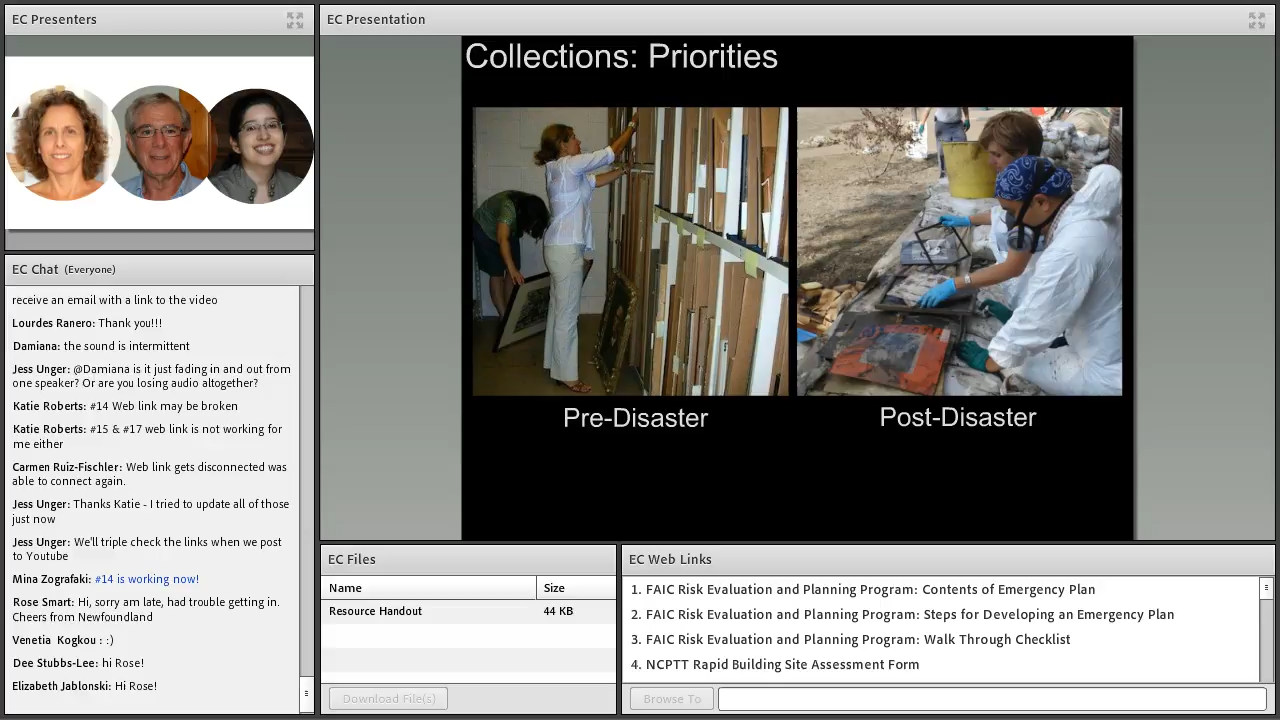 EC Presenters
EC Chat (Everyone)
receive an email with a link to the video
Lourdes Ranero: Thank you!!!
Damiana: the sound is intermittent
Jess Unger: @Damiana is it just fading in and out from
one speaker? Or are you losing audio altogether?
Katie Roberts: #14 Web link may be broken
Katie Roberts: #15 & #17 web link is not working for
me either
Carmen Ruiz-Fischler: Web link gets disconnected was
able to connect again.
Jess Unger: Thanks Katie - I tried to update all of those
just now
Jess Unger: We'll triple check the links when we post
to Youtube
Mina Zografaki: #14 is working now!
Rose Smart: Hi, sorry am late, had trouble getting in.
Cheers from Newfoundland
Venetia Kogkou : :)
Dee Stubbs-Lee: hi Rose!
Elizabeth Jablonski: Hi Rose!
EC Presentation
Collections: Priorities
Pre-Disaster
Post-Disaster
EC Files
Name Size
Resource Handout 44 KB
Download File(s)
EC Web Links
1. FAIC Risk Evaluation and Planning Program: Contents of Emergency Plan
2. FAIC Risk Evaluation and Planning Program: Steps for Developing an Emergency Plan
3. FAIC Risk Evaluation and Planning Program: Walk Through Checklist
4. NCPTT Rapid Building Site Assessment Form
Browse To